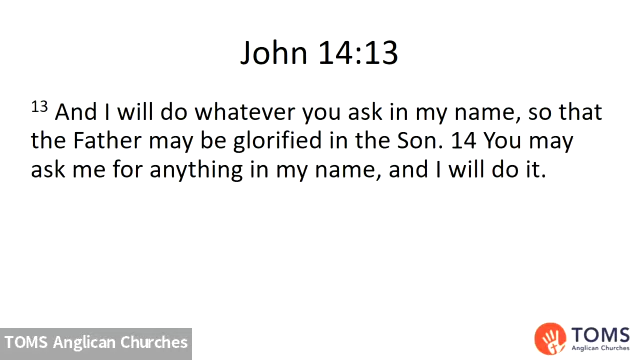 John 14:13
13 And I will do whatever you ask in my name, so that
the Father may be glorified in the Son. 14 You may
ask me for anything in my name, and I will do it.
TOMS Anglican Churches
TOMS
Anglican Churches